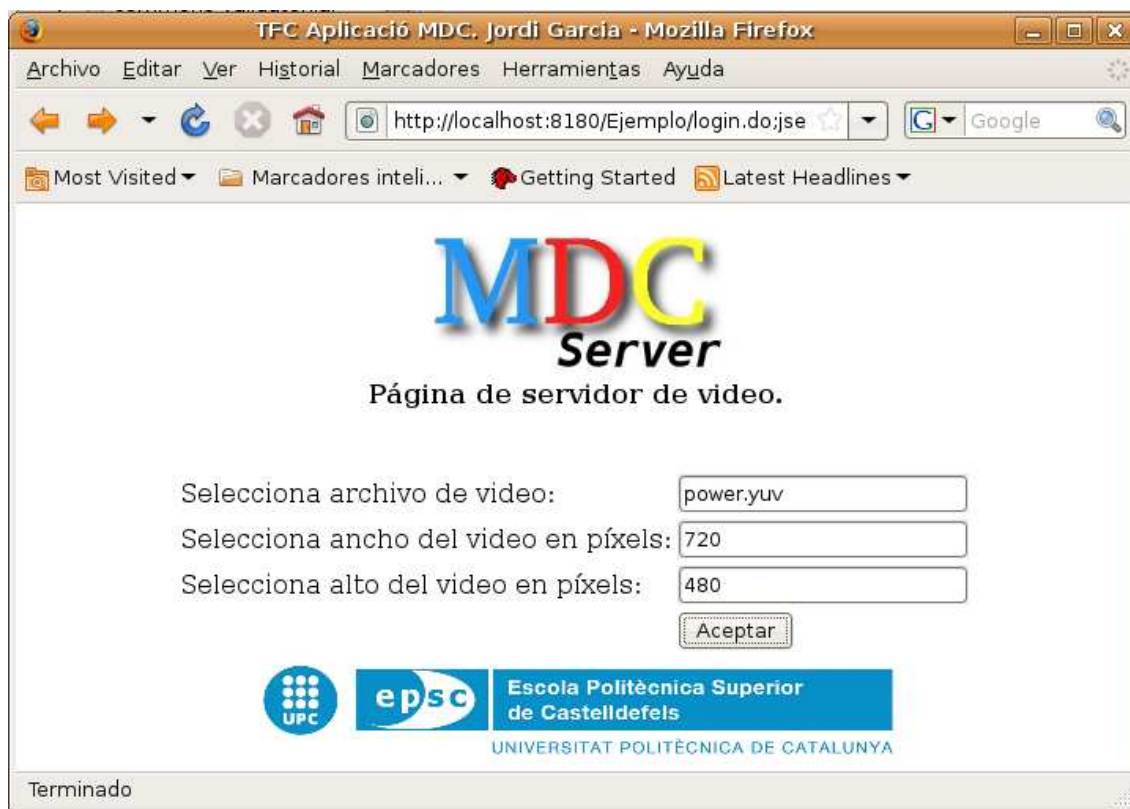 TFC Aplicació MDC. Jordi Garcia - Mozilla Firefox
Archivo Editar Ver Historial Marcadores Herramientas Ayuda
http://localhost:8180/Ejemplo/login.do;jse G Google
Most Visited Marcadores inteli... Getting Started Latest Headlines
MDC
Server
Página de servidor de video.
Selecciona archivo de video: power.yuv
Selecciona ancho del video en píxels: 720
Selecciona alto del video en píxels: 480
Aceptar
UPC epsc Escola Politècnica Superior
de Castelldefels
UNIVERSITAT POLITÈCNICA DE CATALUNYA
Terminado